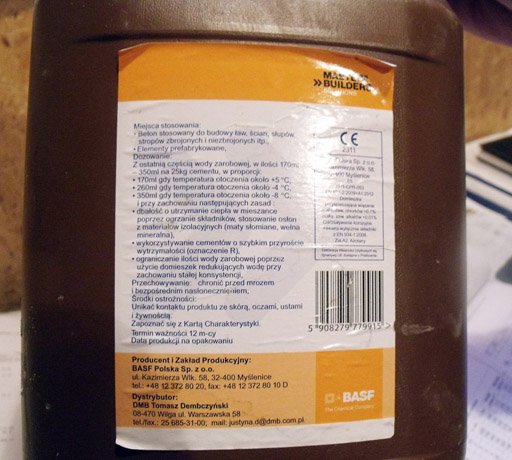 MASTER
BUILDERS
Miejsca stosowania:
- Beton stosowany do budowy ław, ścian, słupów,
stropów zbrojonych i niezbrojonych itp.,
- Elementy prefabrykowane,
Dozowanie:
Z ostatnią częścią wody zarobowej, w ilości 170ml
– 350ml na 25kg cementu, w proporcji
• 170ml gdy temperatura otoczenia około +5 °C,
• 260ml gdy temperatura otoczenia około -4 °C,
• 350ml gdy temperatura otoczenia około -8 °C,
i przy zachowaniu następujących zasad :
• dbałość o utrzymanie ciepła w mieszance
poprzez ogrzanie składników, stosowanie osłon
z materiałów izolacyjnych (maty słomiane, wełna
mineralna),
• wykorzystywanie cementów o szybkim przyroście
wytrzymałości (oznaczenie R),
• ograniczanie ilości wody zarobowej poprzez
użycie domieszek redukujących wodę przy
zachowaniu stałej konsystencji,
Przechowywanie: chronić przed mrozem
i bezpośrednim nasłonecznieniem,
Środki ostrożności:
Unikać kontaktu produktu ze skórą, oczami, ustami
i żywnością.
Zapoznać się z Kartą Charakterystyki.
Termin ważności 12 m-cy
Data produkcji na opakowaniu
CE
Polska Sp. z o.o.
Myślenice
5 908279 779915 >
Producent i Zakład Produkcyjny:
BASF Polska Sp. z o.o.
ul. Kazimierza Wlk. 58, 32-400 Myślenice
tel.: +48 12 372 80 20, fax: +48 12 372 80 10 D
Dystrybutor:
DMB Tomasz Dembczyński
08-470 Wilga ul. Warszawska 58
tel./fax.: 25 685-31-00; mail: justyna.d@dmb.com.pl
BASF
The Chemical Company